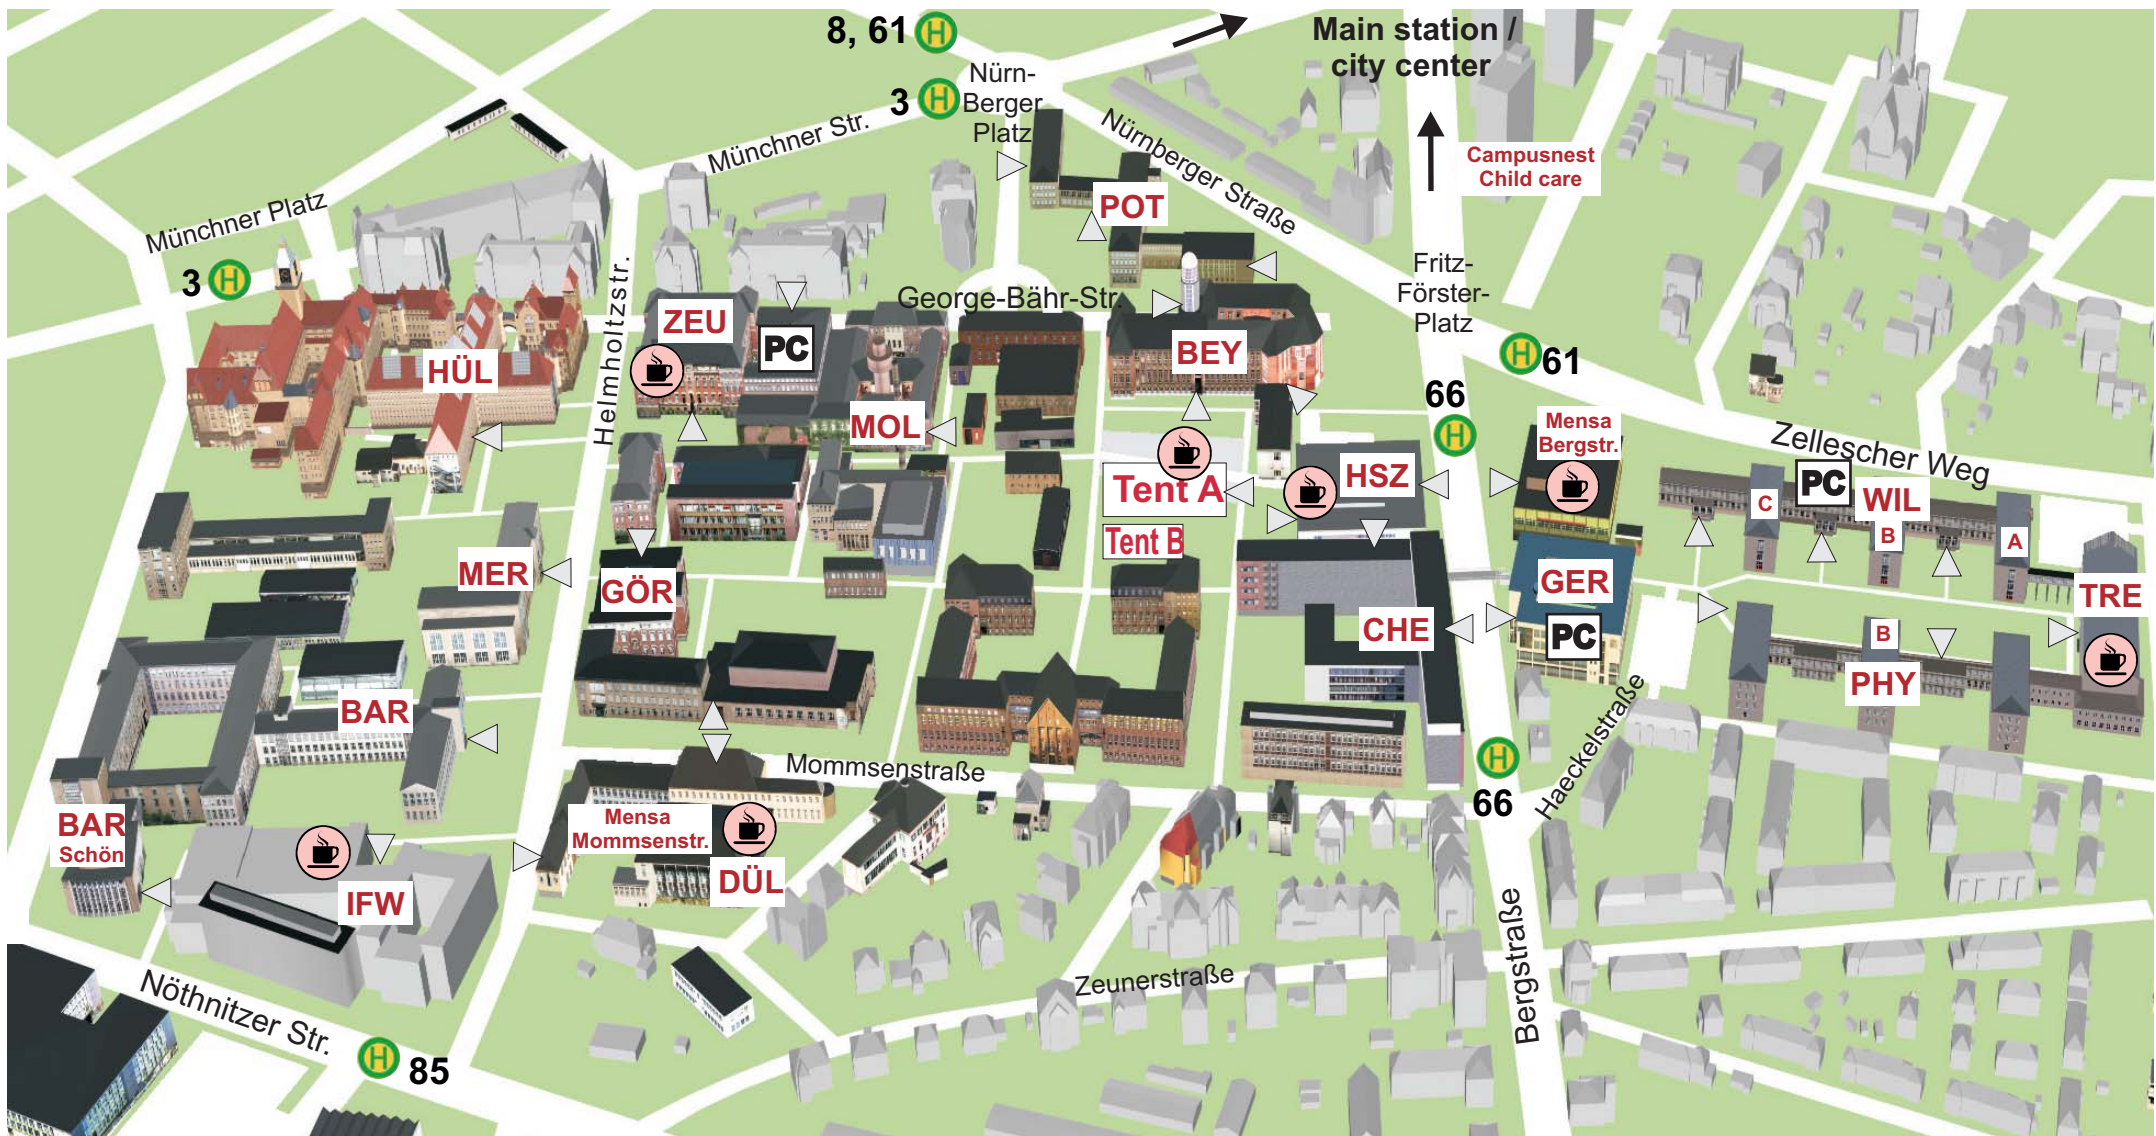 8, 61 H
Main station /
city center
Nürn-
Berger
Platz
3 H
Münchner Str.
Nürnberger Straße
Campusnest
Child care
POT
Münchner Platz
3 H
Fritz-
Förster-
Platz
George-Bähr-Str.
Helmholtzstr.
ZEU
PC
HÜL
BEY
H 61
66
H
MOL
Mensa
Bergstr.
Zellescher Weg
PC
HSZ
Tent A
C
WIL
B
A
Tent B
MER
GÖR
GER
PC
TRE
CHE
B
PHY
BAR
Haeckelstraße
Mommsenstraße
H
66
BAR
Schön
Mensa
Mommsenstr.
DÜL
IFW
Bergstraße
Zeunerstraße
Nöthnitzer Str.
H 85